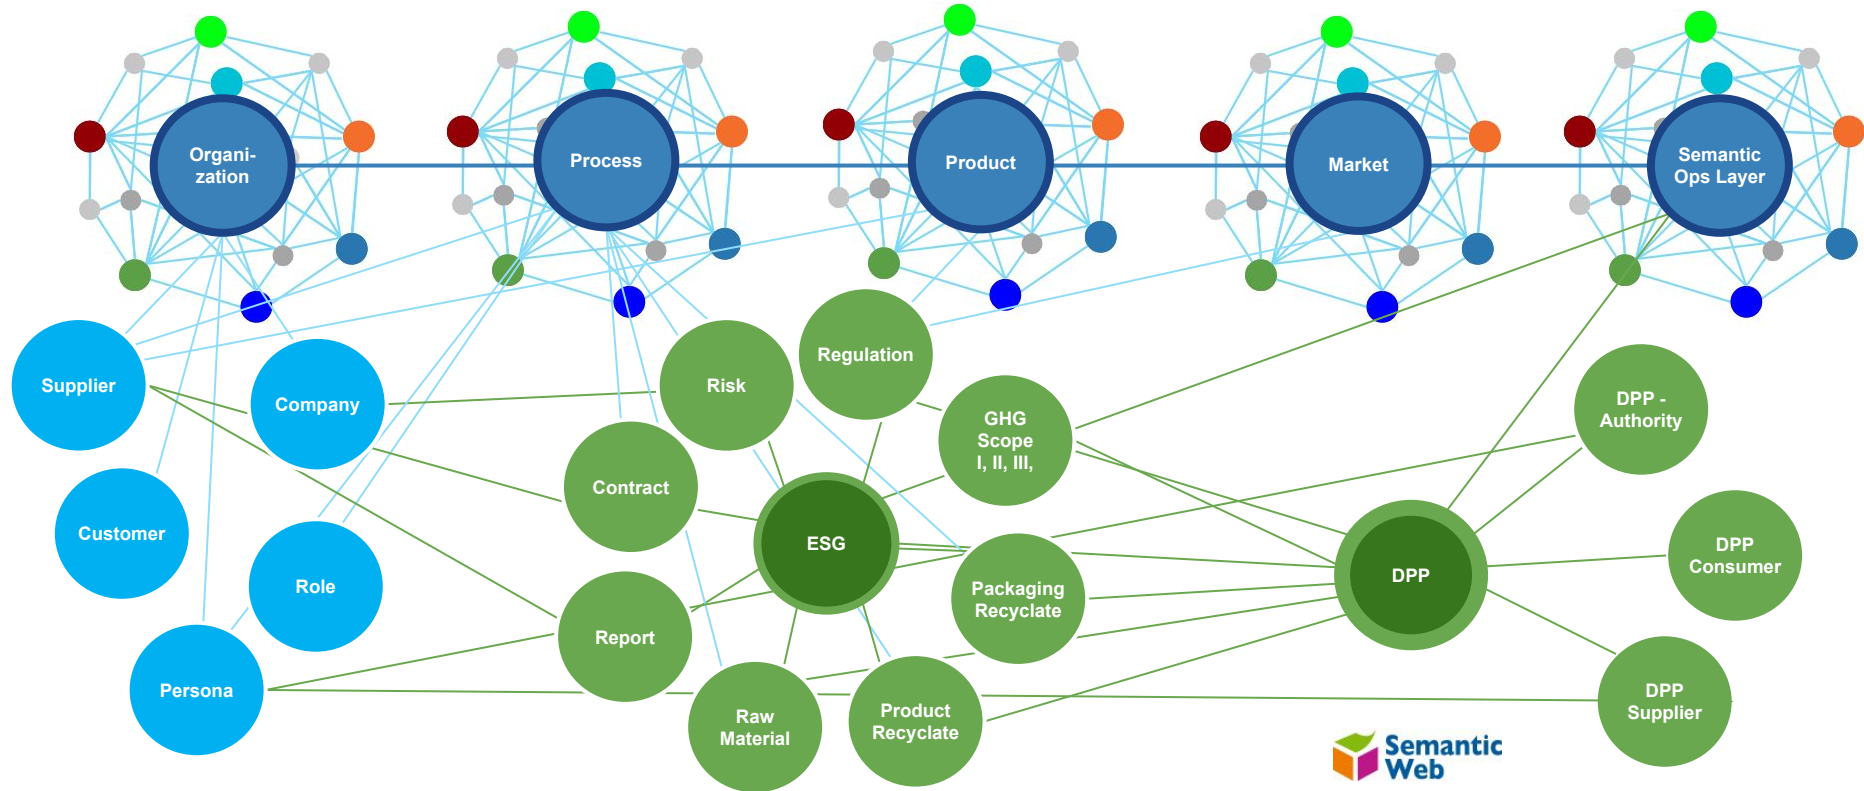 Organi-
zation
Process
Product
Market
Semantic
Ops Layer
Supplier
Company
Risk
Regulation
GHG
Scope
I, II, III,
DPP -
Authority
Contract
Customer
ESG
DPP
DPP
Consumer
Role
Packaging
Recyclate
Report
Persona
Raw
Material
Product
Recyclate
DPP
Supplier
Semantic
Web